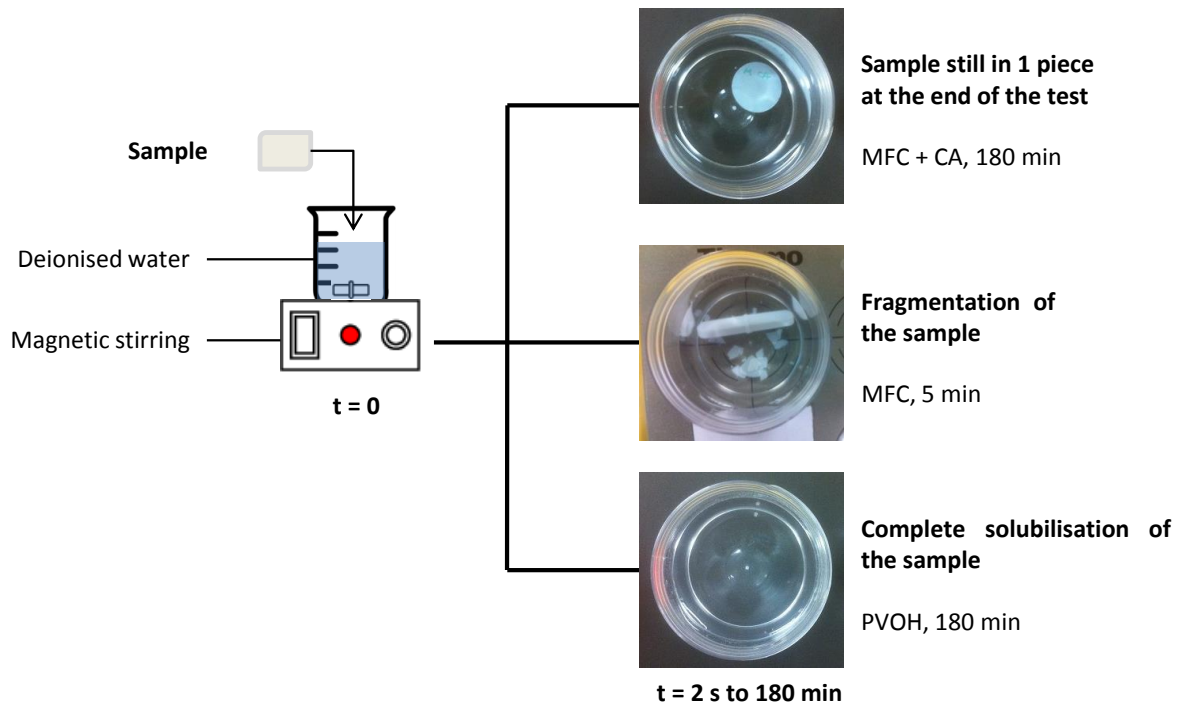 Sample
Deionised water
Magnetic stirring
t = 0
Sample still in 1 piece
at the end of the test
MFC + CA, 180 min
Fragmentation of
the sample
MFC, 5 min
Complete solubilisation of
the sample
PVOH, 180 min
t = 2 s to 180 min